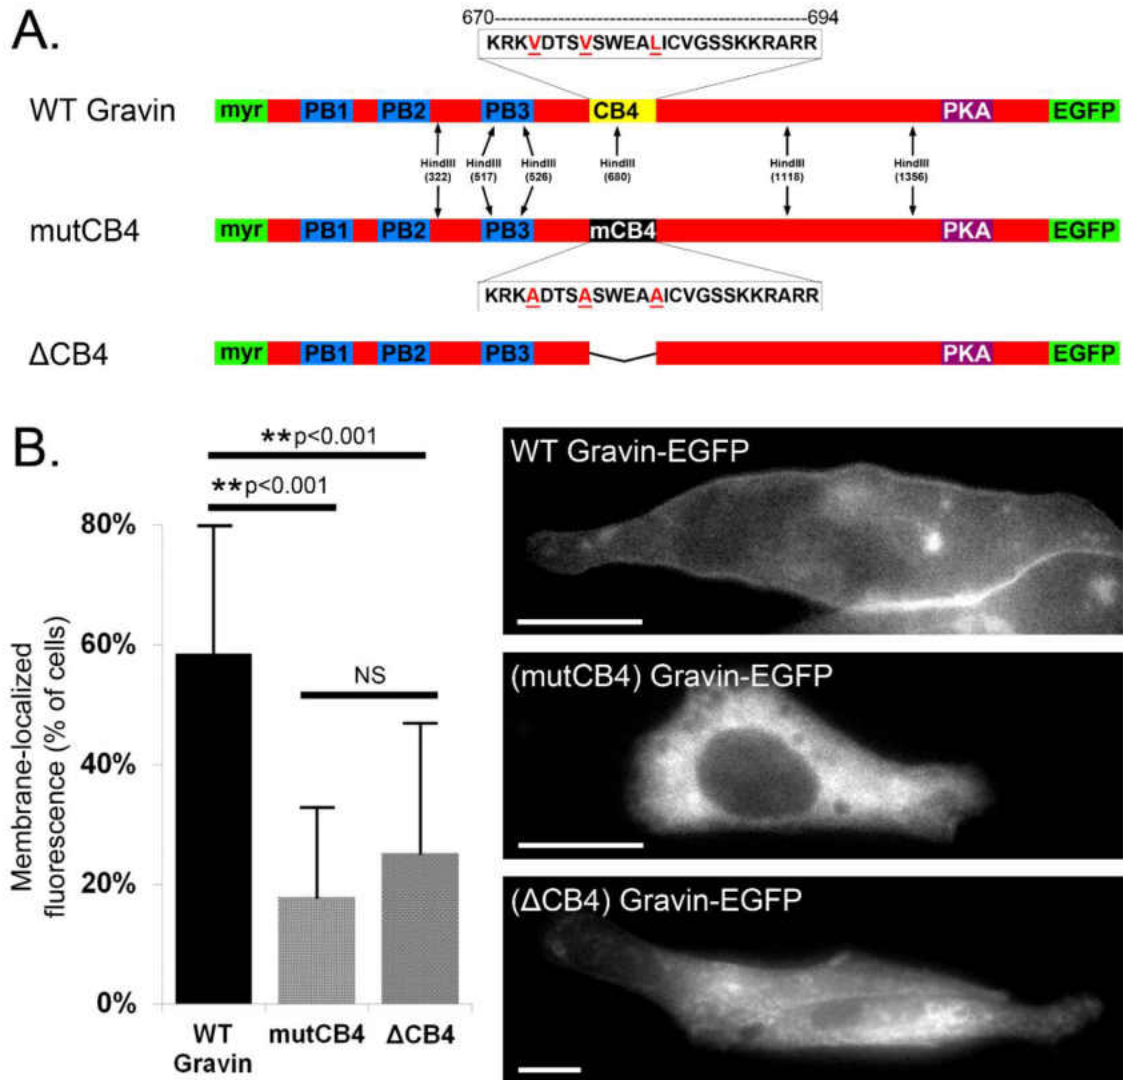 A.
670-----------------------------------694
KRKVDTSVSWEALICVGSSKKRARR
WT Gravin
myr PB1 PB2 PB3 CB4 PKA EGFP
HindIII HindIII HindIII HindIII HindIII HindIII
(322) (517) (526) (680) (1118) (1356)
mutCB4
myr PB1 PB2 PB3 mCB4 PKA EGFP
KRKADTSASWEAAICVGSSKKRARR
ΔCB4
myr PB1 PB2 PB3 PKA EGFP
B.
**p<0.001
**p<0.001
NS
80%
60%
40%
20%
0%
Membrane-localized
fluorescence (% of cells)
WT
Gravin
mutCB4
ΔCB4
WT Gravin-EGFP
(mutCB4) Gravin-EGFP
(ΔCB4) Gravin-EGFP